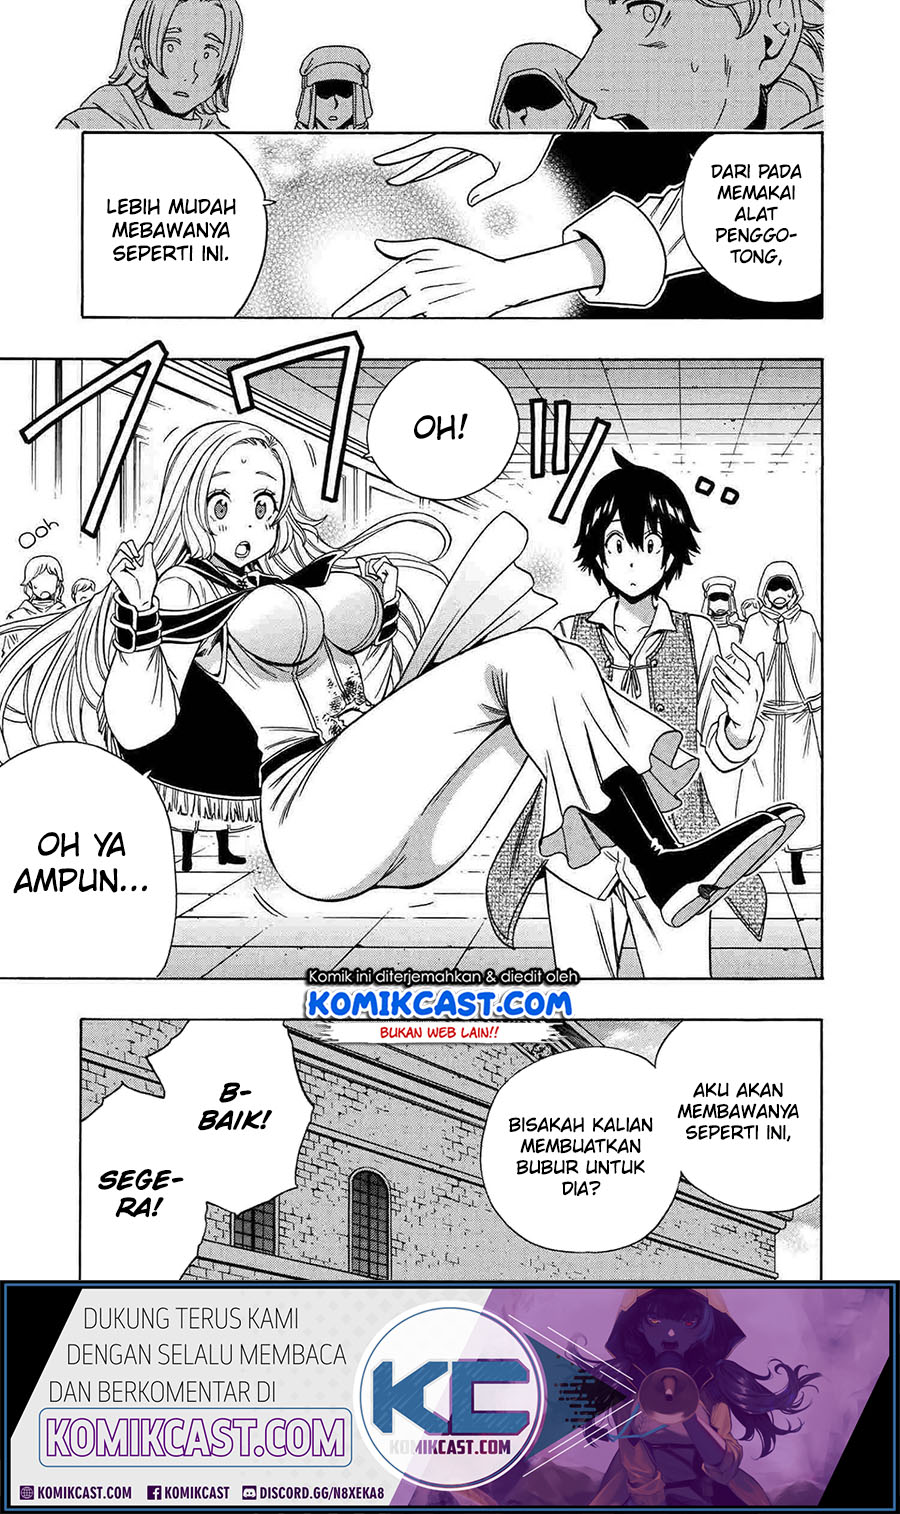 DARI PADA
MEMAKAI
ALAT
PENGGO-
TONG,
LEBIH MUDAH
MEBAWANYA
SEPERTI INI.
OH!
Ooh
OH YA
AMPUN...
Komik ini diterjemahkan & diedit oleh
KOMIKCAST.COM
BUKAN WEB LAIN!!
AKU AKAN
MEMBAWANYA
SEPERTI INI,
BISAKAH KALIAN
MEMBUATKAN
BUBUR UNTUK
DIA?
B-
BAIK!
SEGE-
RA!
DUKUNG TERUS KAMI
DENGAN SELALU MEMBACA
DAN BERKOMENTAR DI
KOMIKCAST.COM
KC
KOMIKCAST.COM
KOMIKCAST.COM
KOMIKCAST
DISCORD.GG/N8XEKA8